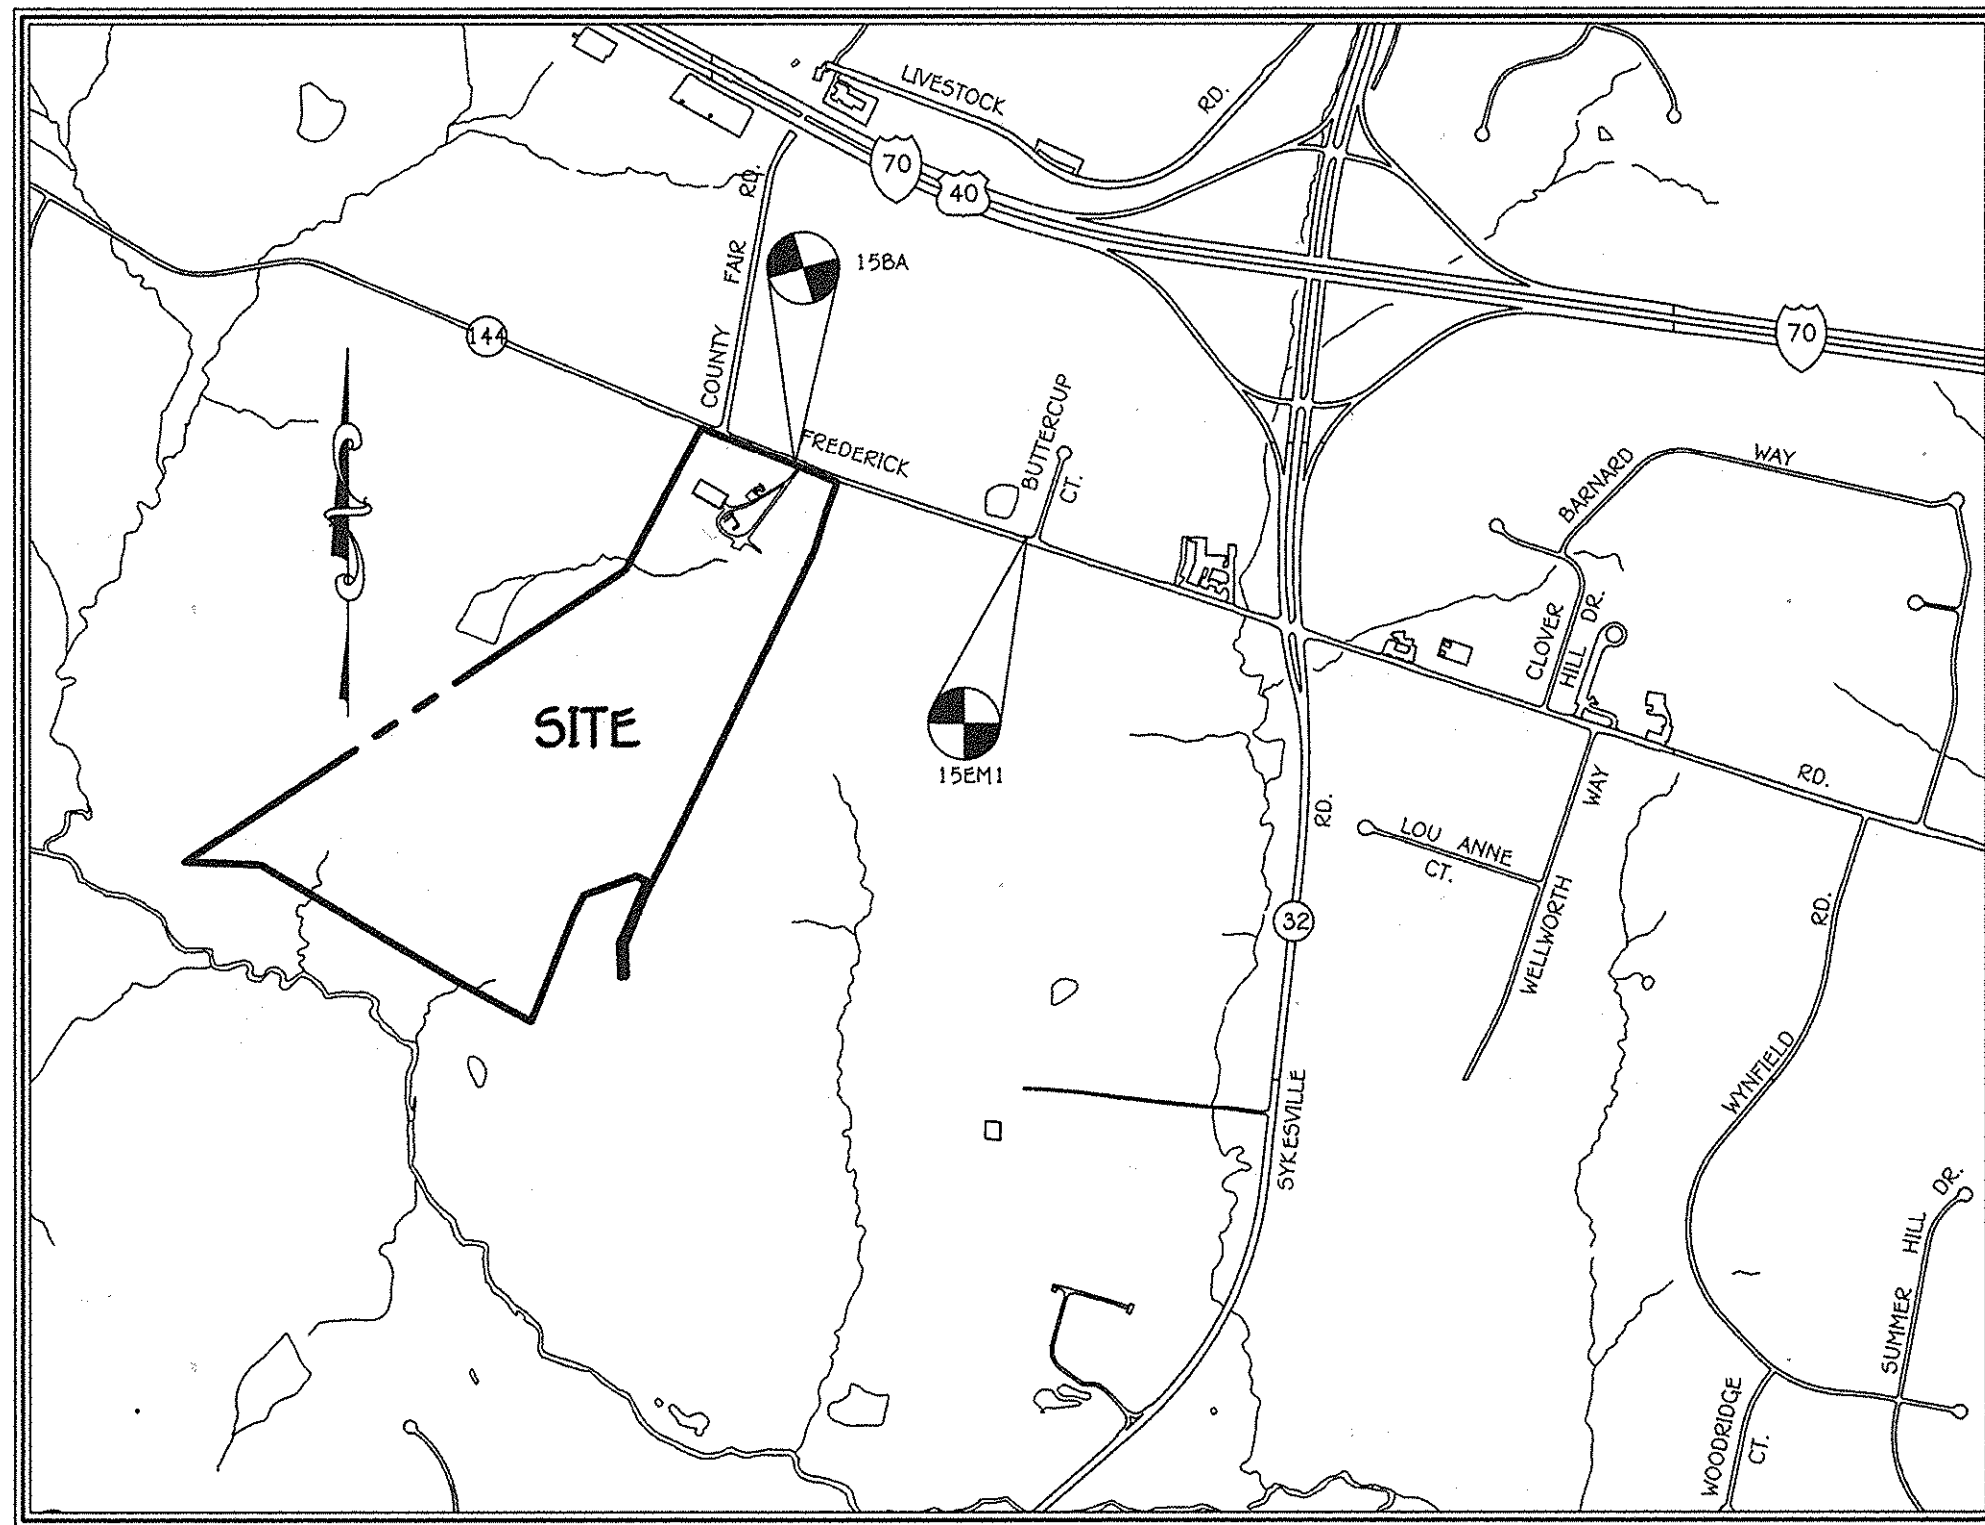 LIVESTOCK
RD.
70
40
COUNTY FAIR RD.
15BA
144
70
FREDERICK
BUTTERCUP
CT.
BARNARD
WAY
CLOVER
HILL DR.
SITE
15EM1
RD.
RD.
LOU ANNE
CT.
WAY
WELLWORTH
32
RD.
WYNFIELD
SYKESVILLE
SUMMER HILL DR.
WOODRIDGE
CT.